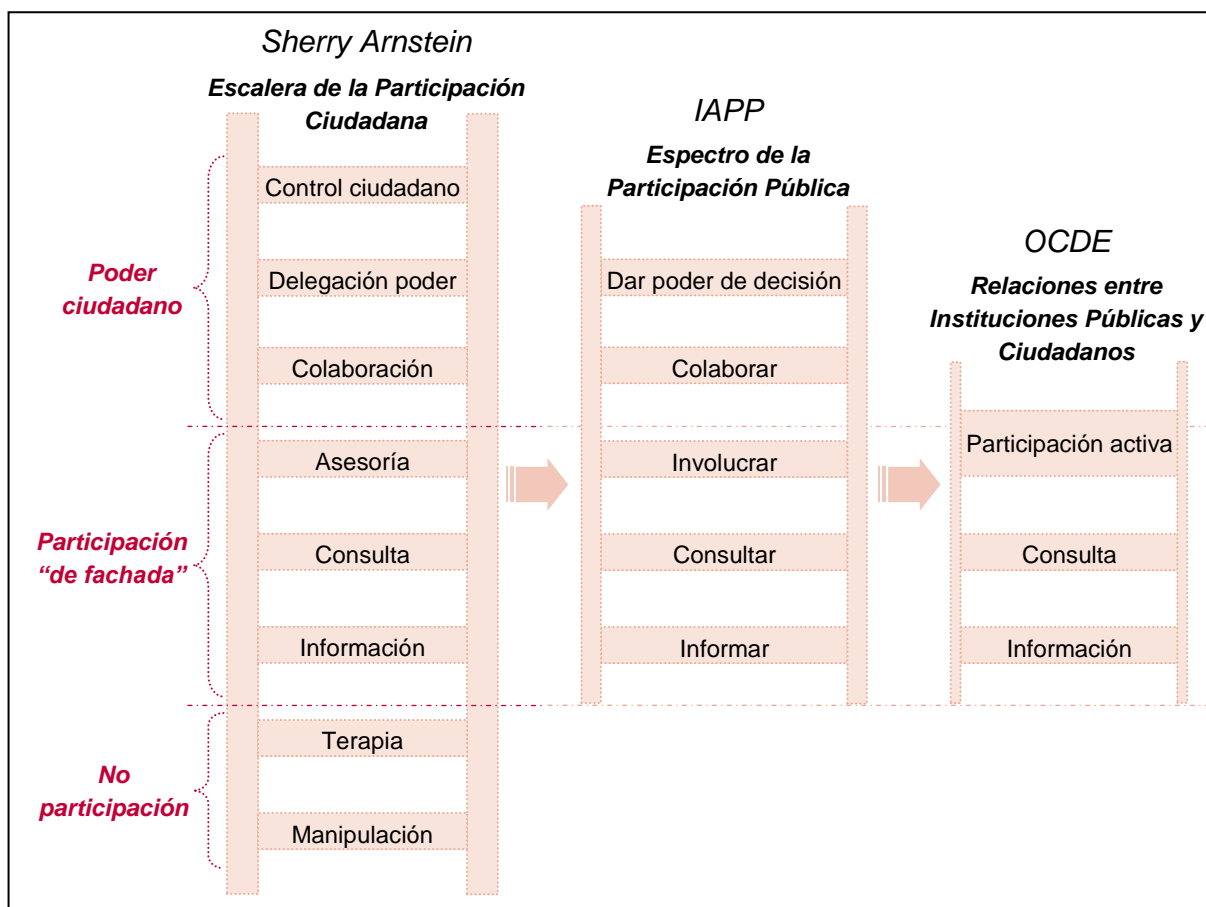 Sherry Arnstein
Escalera de la Participación
Ciudadana
Control ciudadano
Delegación poder
Colaboración
Asesoría
Consulta
Información
Terapia
Manipulación
Poder
ciudadano
Participación
“de fachada”
No
participación
IAPP
Espectro de la
Participación Pública
Dar poder de decisión
Colaborar
Involucrar
Consultar
Informar
OCDE
Relaciones entre
Instituciones Públicas y
Ciudadanos
Participación activa
Consulta
Información